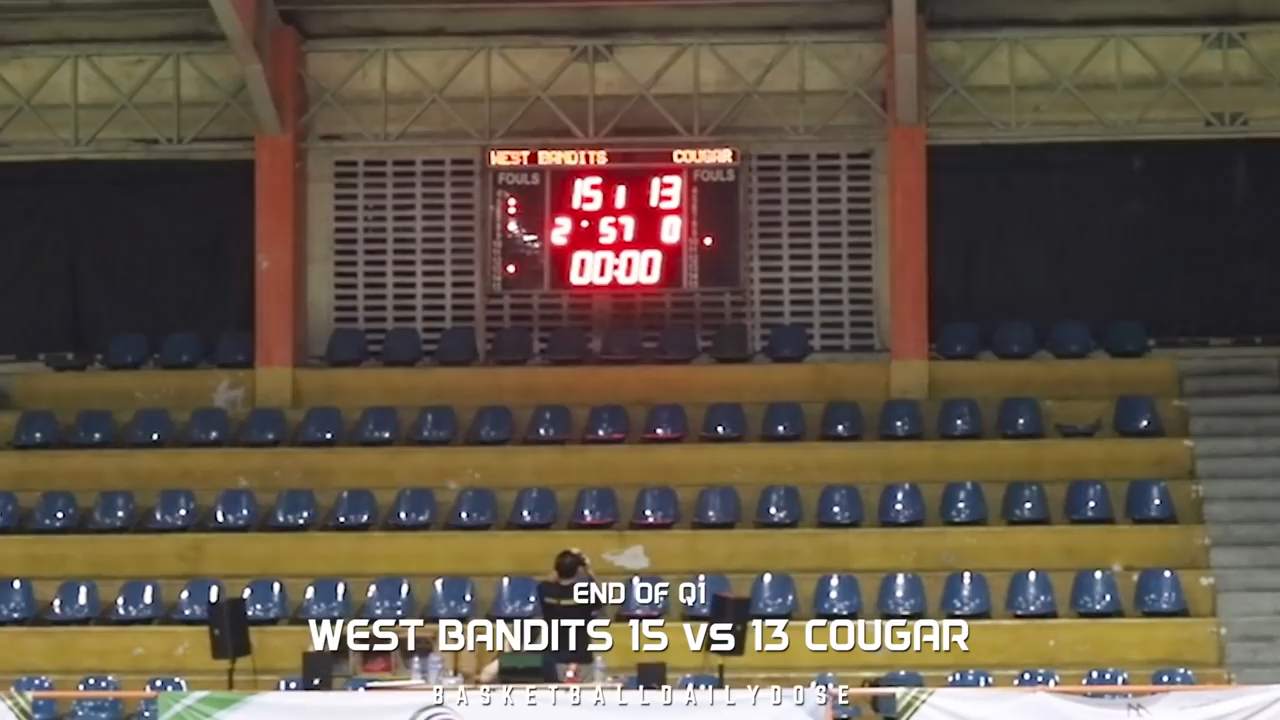 WEST BANDITS COUGAR
FOULS 15 1 13 FOULS
2 57 0
00:00
END OF Q1
WEST BANDITS 15 VS 13 COUGAR
BASKETBALLDAILYDOSE